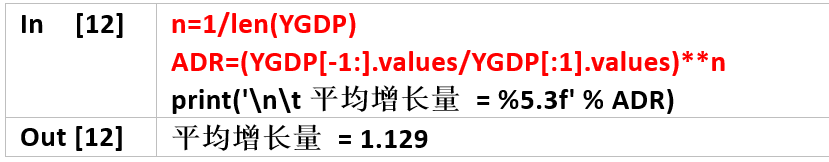 In [12]
n=1/len(YGDP)
ADR=(YGDP[-1:].values/YGDP[:1].values)**n
print('\n\t 平均增长量 = %5.3f' % ADR)
Out [12]
平均增长量 = 1.129